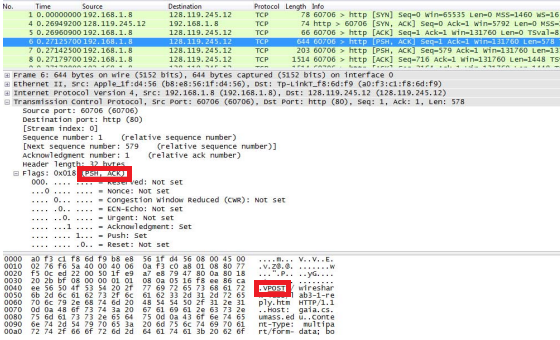 No. Time Source Destination Protocol Length Info
1 0.00000000 192.168.1.8 128.119.245.12 TCP 78 60706 > http [SYN] Seq=0 Win=65535 Len=0 MSS=1460 WS=16
2 0.26949200 128.119.245.12 192.168.1.8 TCP 74 http > 60706 [SYN, ACK] Seq=0 Ack=1 Win=5792 Len=0 MSS=
5 0.26960900 192.168.1.8 128.119.245.12 TCP 66 60706 > http [ACK] Seq=1 Ack=1 Win=131760 Len=0 TSval=8
6 0.27125700 192.168.1.8 128.119.245.12 TCP 644 60706 > http [PSH, ACK] Seq=1 Ack=1 Win=131760 Len=578
7 0.27142500 192.168.1.8 128.119.245.12 TCP 203 60706 > http [PSH, ACK] Seq=579 Ack=1 Win=131760 Len=13
8 0.27175300 192.168.1.8 128.119.245.12 TCP 1514 60706 > http [ACK] Seq=716 Ack=1 Win=131760 Len=1448 TS
Frame 6: 644 bytes on wire (5152 bits), 644 bytes captured (5152 bits) on interface 0
Ethernet II, Src: Apple_1f:d4:56 (b8:e8:56:1f:d4:56), Dst: Tp-LinkT_f8:6d:f9 (a0:f3:c1:f8:6d:f9)
Internet Protocol Version 4, Src: 192.168.1.8 (192.168.1.8), Dst: 128.119.245.12 (128.119.245.12)
Transmission Control Protocol, Src Port: 60706 (60706), Dst Port: http (80), Seq: 1, Ack: 1, Len: 578
Source port: 60706 (60706)
Destination port: http (80)
[Stream index: 0]
Sequence number: 1 (relative sequence number)
[Next sequence number: 579 (relative sequence number)]
Acknowledgment number: 1 (relative ack number)
Header length: 32 bytes
Flags: 0x018 (PSH, ACK)
000. .... .... = Reserved: Not set
...0 .... .... = Nonce: Not set
.... 0... .... = Congestion Window Reduced (CWR): Not set
.... .0.. .... = ECN-Echo: Not set
.... ..0. .... = Urgent: Not set
.... ...1 .... = Acknowledgment: Set
.... .... 1... = Push: Set
.... .... .0.. = Reset: Not set
0000 a0 f3 c1 f8 6d f9 b8 e8 56 1f d4 56 08 00 45 00 ....m... V..V..E.
0010 02 76 f6 5a 40 00 40 06 0a f3 c0 a8 01 08 80 77 .v.Z@.@. .......w
0020 f5 0c ed 22 00 50 1f e9 a7 e8 79 47 80 0a 80 18 ...".P.. ..yG....
0030 20 2b bf 08 00 00 01 01 08 0a 05 16 f8 ee 86 ca
0040 ee 56 50 4f 53 54 20 2f 77 69 72 65 73 68 61 72 .VPOST / wireshar
0050 6b 2d 6c 61 62 73 2f 6c 61 62 33 2d 31 2d 72 65 ab3-1-re
0060 70 6c 79 2e 68 74 6d 20 48 54 54 50 2f 31 2e 31 ply.htm HTTP/1.1
0070 0d 0a 48 6f 73 74 3a 20 67 61 69 61 2e 63 73 2e ..Host: gaia.cs.
0080 75 6d 61 73 73 2e 65 64 75 0d 0a 43 6f 6e 74 65 umass.ed u..Conte
0090 6e 74 2d 54 79 70 65 3a 20 6d 75 6c 74 69 70 61 nt-Type: multipa
00a0 72 74 2f 66 6f 72 6d 2d 64 61 74 61 3b 20 62 6f rt/form- data; bo